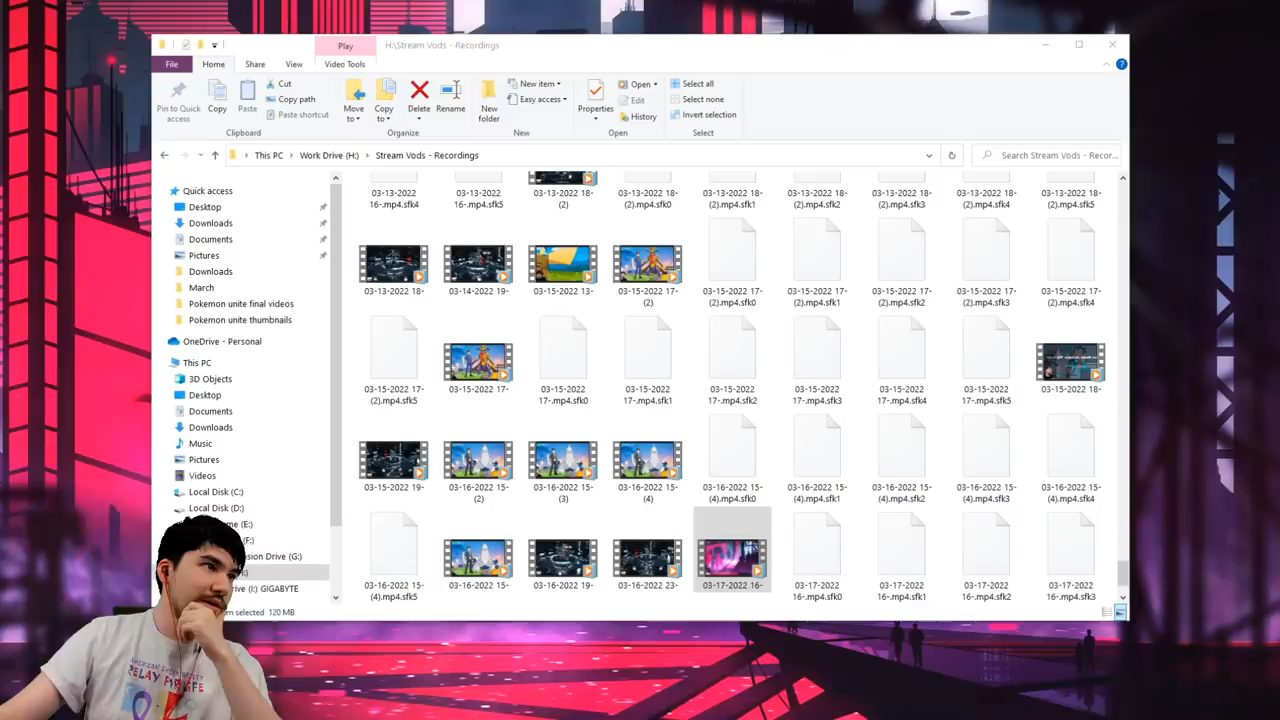 Play
H:\Stream Vods - Recordings
File
Home
Share
View
Video Tools
Pin to Quick access
Copy
Paste
Cut
Copy path
Paste shortcut
Clipboard
Move to
Copy to
Delete
Rename
Organize
New folder
New item
Easy access
New
Properties
Open
Edit
History
Open
Select all
Select none
Invert selection
Select
This PC
Work Drive (H:)
Stream Vods - Recordings
Search Stream Vods - Recor...
Quick access
Desktop
Downloads
Documents
Pictures
Downloads
March
Pokemon unite final videos
Pokemon unite thumbnails
OneDrive - Personal
This PC
3D Objects
Desktop
Documents
Downloads
Music
Pictures
Videos
Local Disk (C:)
Local Disk (D:)
(E:)
(F:)
Drive (G:)
(I:) GIGABYTE
selected 120 MB
03-13-2022 16-.mp4.sfk4
03-13-2022 16-.mp4.sfk5
03-13-2022 18-(2)
03-13-2022 18-(2).mp4.sfk0
03-13-2022 18-(2).mp4.sfk1
03-13-2022 18-(2).mp4.sfk2
03-13-2022 18-(2).mp4.sfk3
03-13-2022 18-(2).mp4.sfk4
03-13-2022 18-(2).mp4.sfk5
03-13-2022 18-
03-14-2022 19-
03-15-2022 13-
03-15-2022 17-(2)
03-15-2022 17-(2).mp4.sfk0
03-15-2022 17-(2).mp4.sfk1
03-15-2022 17-(2).mp4.sfk2
03-15-2022 17-(2).mp4.sfk3
03-15-2022 17-(2).mp4.sfk4
03-15-2022 17-(2).mp4.sfk5
03-15-2022 17-
03-15-2022 17-.mp4.sfk0
03-15-2022 17-.mp4.sfk1
03-15-2022 17-.mp4.sfk2
03-15-2022 17-.mp4.sfk3
03-15-2022 17-.mp4.sfk4
03-15-2022 17-.mp4.sfk5
03-15-2022 18-
03-15-2022 19-
03-16-2022 15-(2)
03-16-2022 15-(3)
03-16-2022 15-(4)
03-16-2022 15-(4).mp4.sfk0
03-16-2022 15-(4).mp4.sfk1
03-16-2022 15-(4).mp4.sfk2
03-16-2022 15-(4).mp4.sfk3
03-16-2022 15-(4).mp4.sfk4
03-16-2022 15-(4).mp4.sfk5
03-16-2022 15-
03-16-2022 19-
03-16-2022 23-
03-17-2022 16-
03-17-2022 16-.mp4.sfk0
03-17-2022 16-.mp4.sfk1
03-17-2022 16-.mp4.sfk2
03-17-2022 16-.mp4.sfk3
AMERICAN CANCER SOCIETY
RELAY FOR LIFE